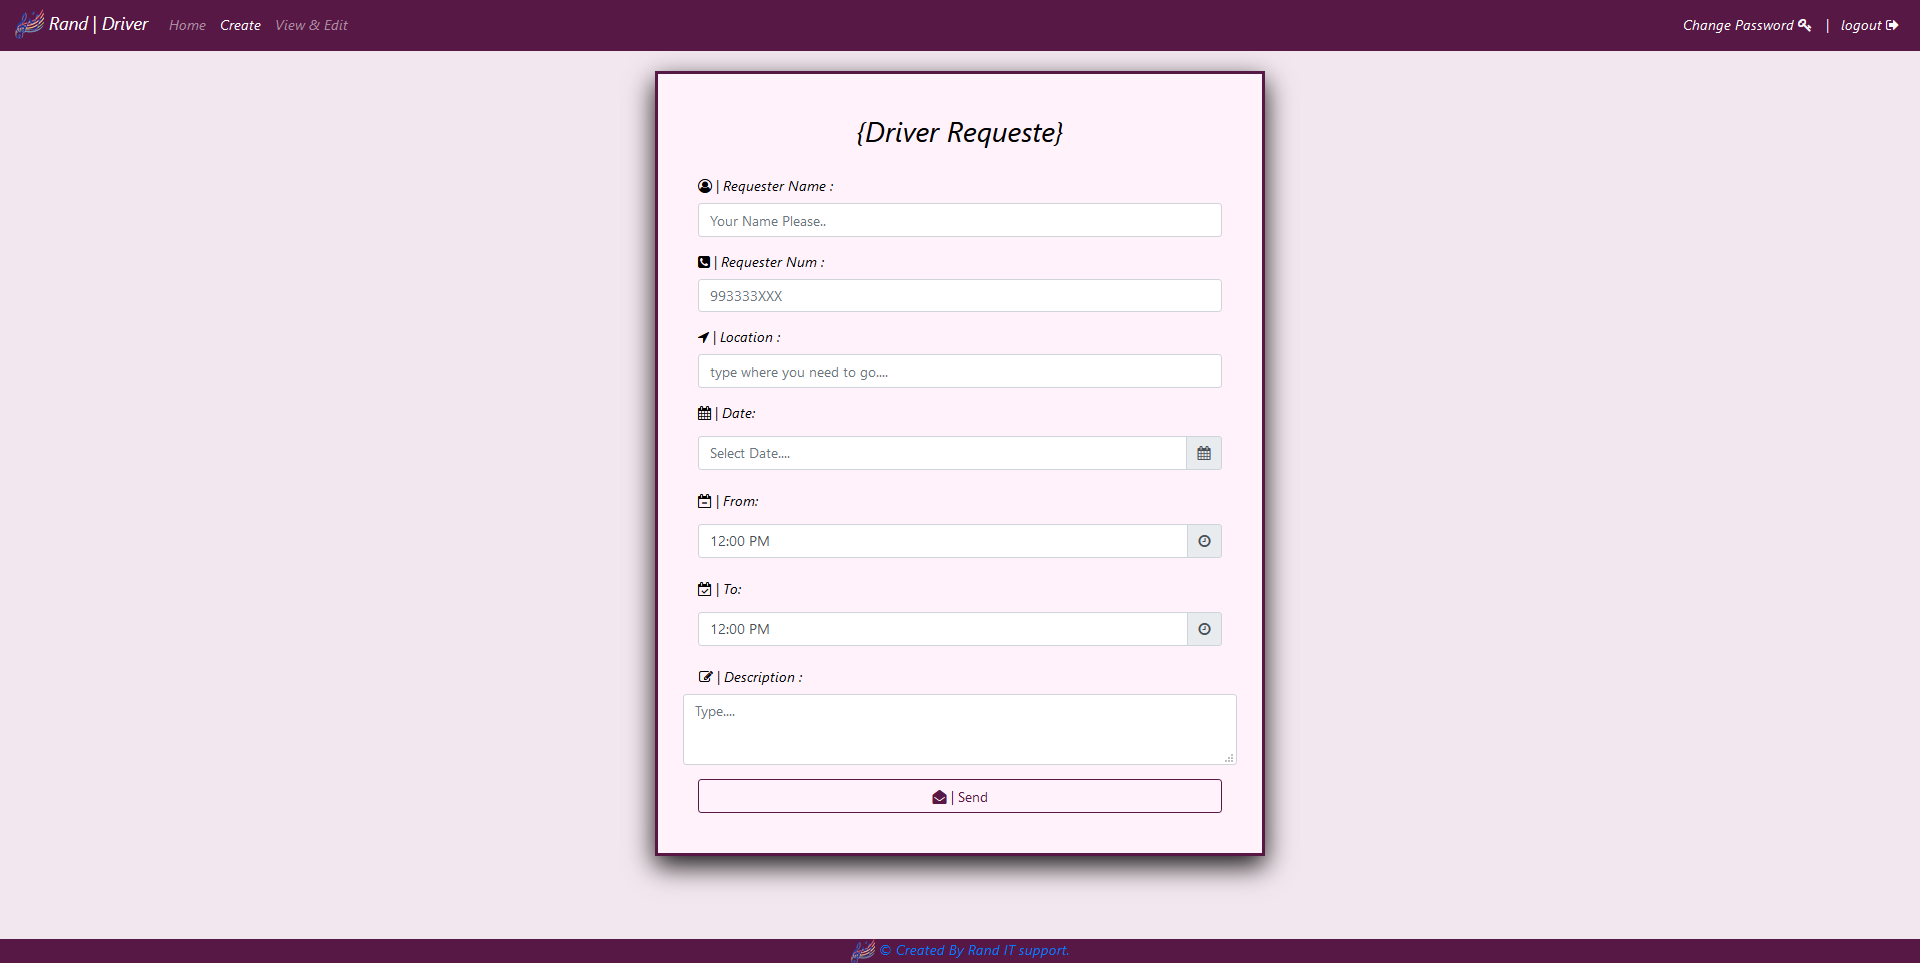 Rand | Driver Home Create View & Edit Change Password | logout
{Driver Requeste}
| Requester Name :
Your Name Please..
| Requester Num :
993333XXX
| Location :
type where you need to go....
| Date:
Select Date....
| From:
12:00 PM
| To:
12:00 PM
| Description :
Type....
| Send
© Created By Rand IT support.